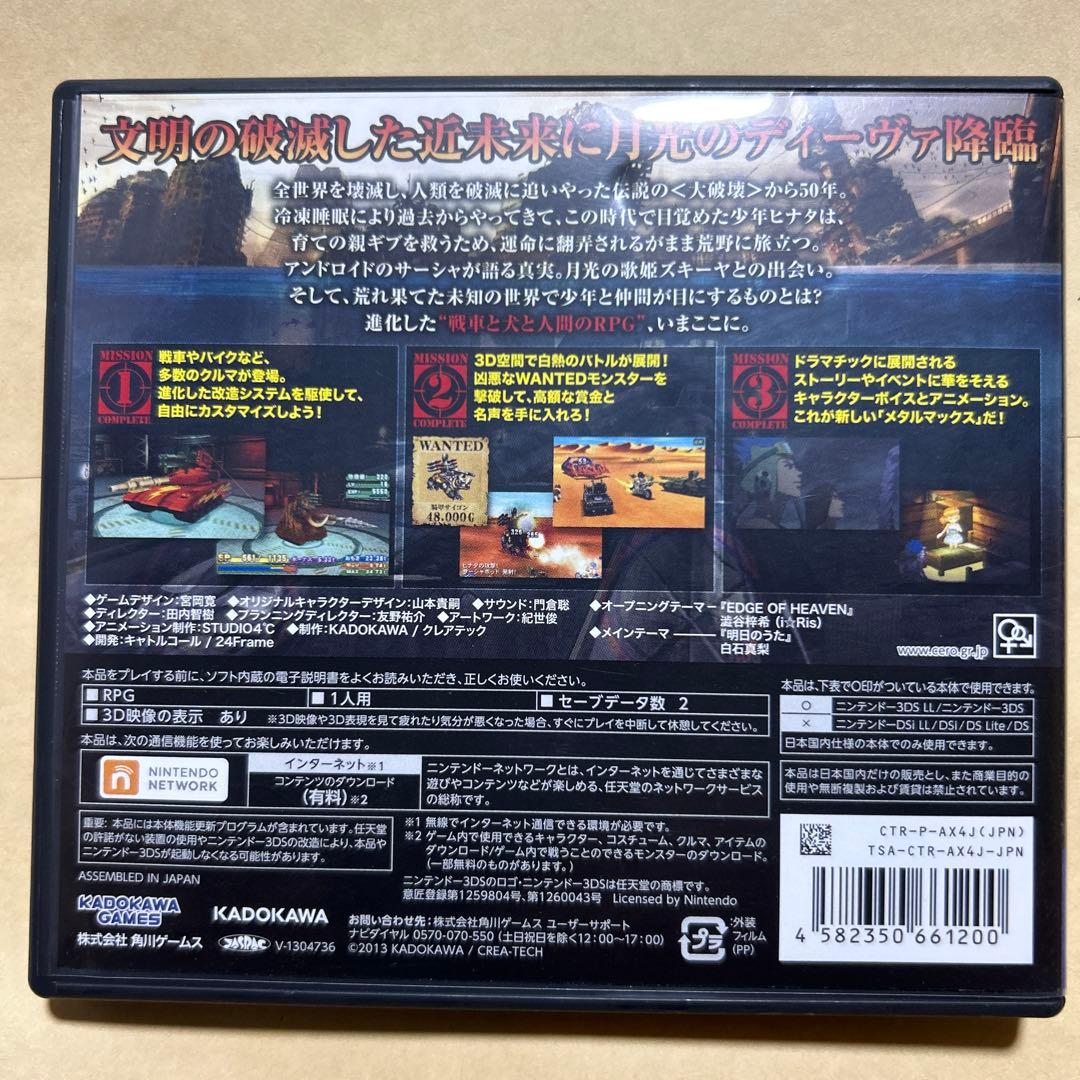 文明の破滅した近未来に月光のディーヴァ降臨
全世界を壊滅し、人類を破滅に追いやった伝説の<大破壊>から50年。
冷凍睡眠により過去からやってきて、この時代で目覚めた少年ヒナタは、
育ての親ギブを救うため、運命に翻弄されるがまま荒野に旅立つ。
アンドロイドのサーシャが語る真実。月光の歌姫ズキーヤとの出会い。
そして、荒れ果てた未知の世界で少年と仲間が目にするものとは?
進化した“戦車と犬と人間のRPG”、いまここに。
MISSION
1
COMPLETE
戦車やバイクなど、
多数のクルマが登場。
進化した改造システムを駆使して、
自由にカスタマイズしよう!
MISSION
2
COMPLETE
3D空間で白熱のバトルが展開!
凶悪なWANTEDモンスターを
撃破して、高額な賞金と
名声を手に入れろ!
WANTED
騎甲サイゴン
48,000G
MISSION
3
COMPLETE
ドラマチックに展開される
ストーリーやイベントに華をそえる
キャラクターボイスとアニメーション。
これが新しい「メタルマックス」だ!
◆ゲームデザイン:宮岡寛 ◆オリジナルキャラクターデザイン:山本貴嗣 ◆サウンド:門倉聡
◆ディレクター:田内智樹 ◆プランニングディレクター:友野祐介 ◆アートワーク:紀世俊
◆アニメーション制作:STUDIO4℃ ◆制作:KADOKAWA / クレアテック
◆開発:キャトルコール / 24Frame
◆オープニングテーマ―『EDGE OF HEAVEN』
澁谷梓希(i☆Ris)
◆メインテーマ ―『明日のうた』
白石真梨
www.cero.gr.jp
本品をプレイする前に、ソフト内蔵の電子説明書をよくお読みいただき、正しくお使いください。
■RPG ■1人用 ■セーブデータ数 2
■3D映像の表示 あり ※3D映像や3D表現を見て疲れたり気分が悪くなった場合、すぐにプレイを中断して休憩してください。
本品は、下表で○印がついている本体で使用できます。
○ ニンテンドー3DS LL/ニンテンドー3DS
× ニンテンドーDSi LL/DSi/DS Lite/DS
日本国内仕様の本体でのみ使用できます。
本品は、次の通信機能を使ってお楽しみいただけます。
NINTENDO
NETWORK
インターネット※1
コンテンツのダウンロード
(有料)※2
ニンテンドーネットワークとは、インターネットを通じてさまざまな
遊びやコンテンツなどが楽しめる、任天堂のネットワークサービス
の総称です。
本品は日本国内だけの販売とし、また商業目的の
使用や無断複製および賃貸は禁止されています。
重要: 本品には本体機能更新プログラムが含まれています。任天堂
の許諾がない装置の使用やニンテンドー3DSの改造により、本品や
ニンテンドー3DSが起動しなくなる可能性があります。
※1 無線でインターネット通信できる環境が必要です。
※2 ゲーム内で使用できるキャラクター、コスチューム、クルマ、アイテムの
ダウンロード/ゲーム内で戦うことのできるモンスターのダウンロード。
(一部無料のものがあります。)
ASSEMBLED IN JAPAN
ニンテンドー3DSのロゴ・ニンテンドー3DSは任天堂の商標です。
意匠登録第1259804号、第1260043号 Licensed by Nintendo
KADOKAWA
GAMES
株式会社 角川ゲームス
KADOKAWA
JASRAC
V-1304736
お問い合わせ先:株式会社角川ゲームス ユーザーサポート
ナビダイヤル 0570-070-550 (土日祝日を除く12:00~17:00)
©2013 KADOKAWA / CREA-TECH
プラ
:外装
フィルム
(PP)
CTR-P-AX4J(JPN)
TSA-CTR-AX4J-JPN
4 582350 661200